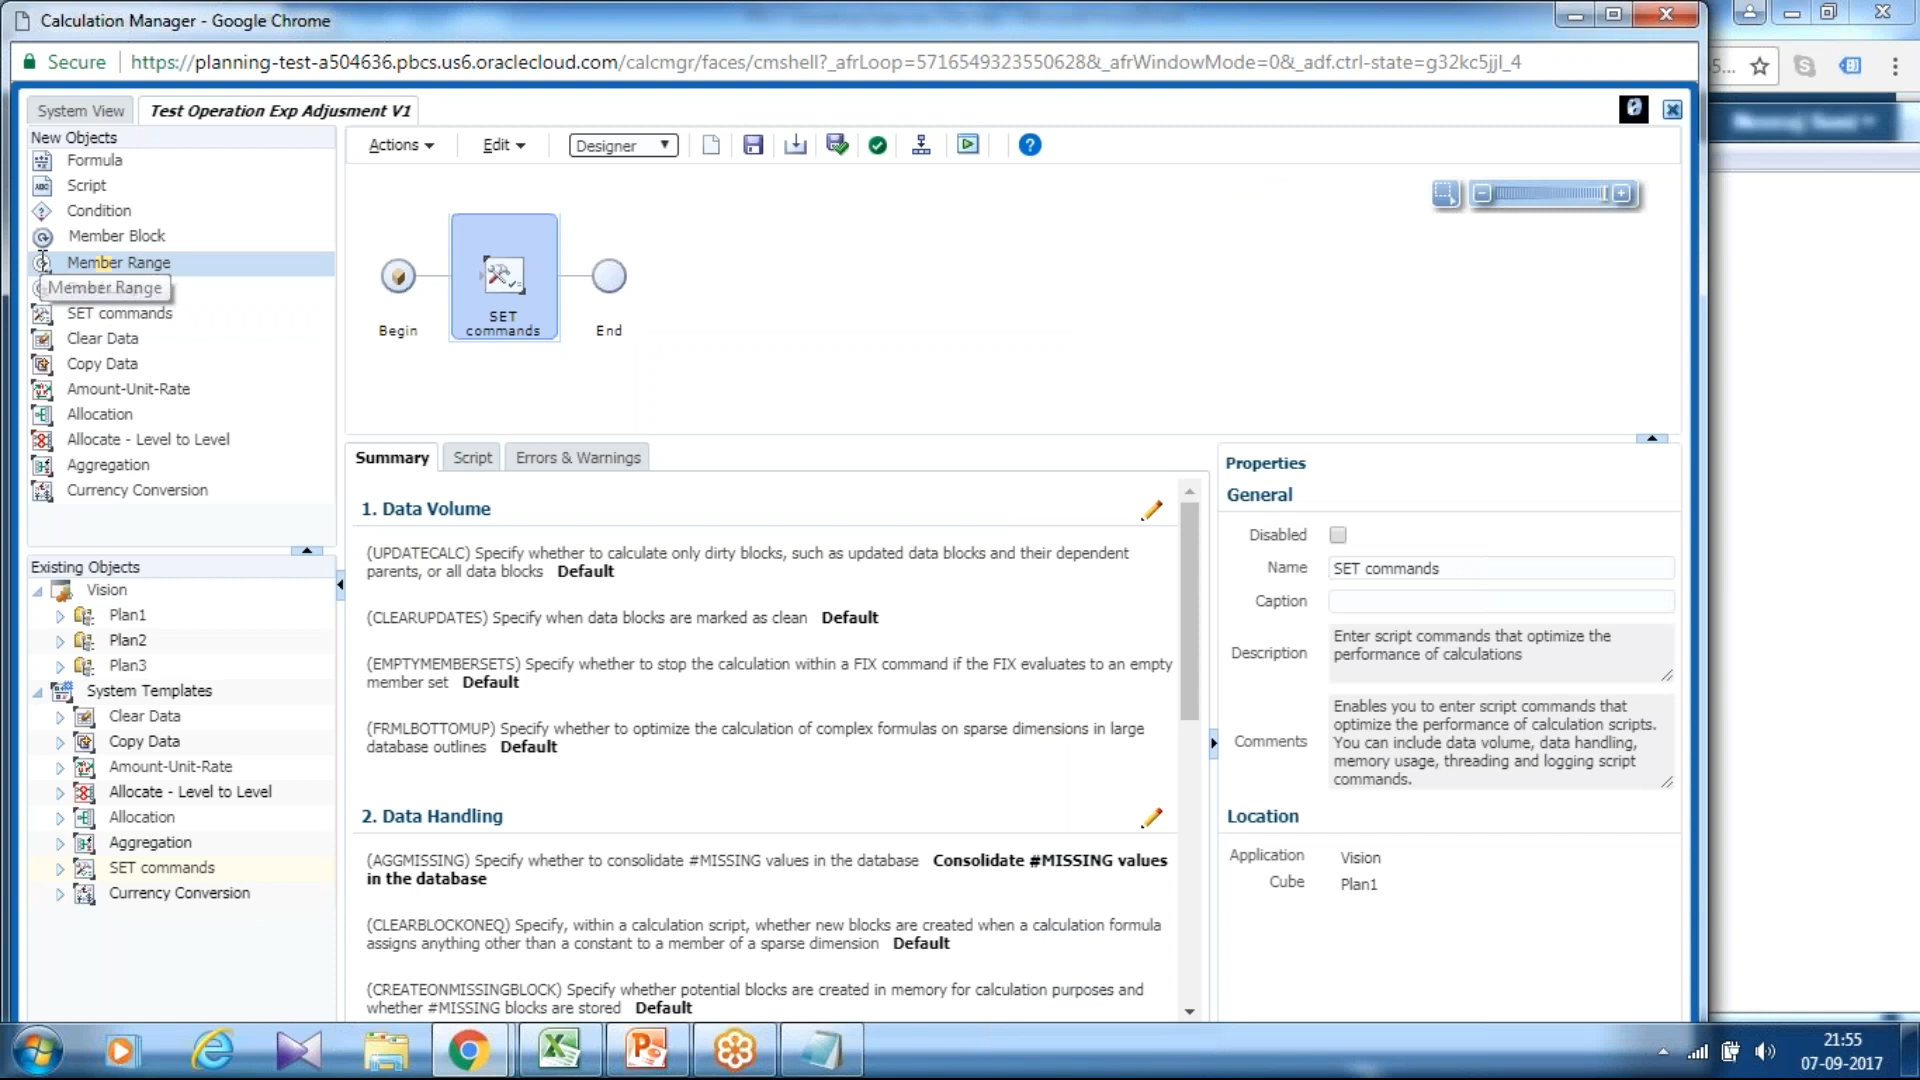 Calculation Manager - Google Chrome
Secure
https://planning-test-a504636.pbcs.us6.oraclecloud.com/calcmgr/faces/cmshell?_afrLoop=571654932355062&_afrWindowMode=0&_adf.ctrl-state=g32kc5jjl_4
5...
System View
Test Operation Exp Adjusment V1
New Objects
Formula
Script
Condition
Member Block
Member Range
Member Range
SET commands
Clear Data
Copy Data
Amount-Unit-Rate
Allocation
Allocate - Level to Level
Aggregation
Currency Conversion
Existing Objects
Vision
Plan1
Plan2
Plan3
System Templates
Clear Data
Copy Data
Amount-Unit-Rate
Allocate - Level to Level
Allocation
Aggregation
SET commands
Currency Conversion
Actions
Edit
Designer
Begin
SET
commands
End
Summary
Script
Errors & Warnings
1. Data Volume
(UPDATECALC) Specify whether to calculate only dirty blocks, such as updated data blocks and their dependent
parents, or all data blocks Default
(CLEARUPDATES) Specify when data blocks are marked as clean Default
(EMPTYMEMBERSETS) Specify whether to stop the calculation within a FIX command if the FIX evaluates to an empty
member set Default
(FRMLBOTTOMUP) Specify whether to optimize the calculation of complex formulas on sparse dimensions in large
database outlines Default
2. Data Handling
(AGGMISSING) Specify whether to consolidate #MISSING values in the database Consolidate #MISSING values
in the database
(CLEARBLOCKONEQ) Specify, within a calculation script, whether new blocks are created when a calculation formula
assigns anything other than a constant to a member of a sparse dimension Default
(CREATEONMISSINGBLOCK) Specify whether potential blocks are created in memory for calculation purposes and
whether #MISSING blocks are stored Default
Properties
General
Disabled
Name
SET commands
Caption
Description
Enter script commands that optimize the
performance of calculations
Comments
Enables you to enter script commands that
optimize the performance of calculation scripts.
You can include data volume, data handling,
memory usage, threading and logging script
commands.
Location
Application
Vision
Cube
Plan1
21:55
07-09-2017